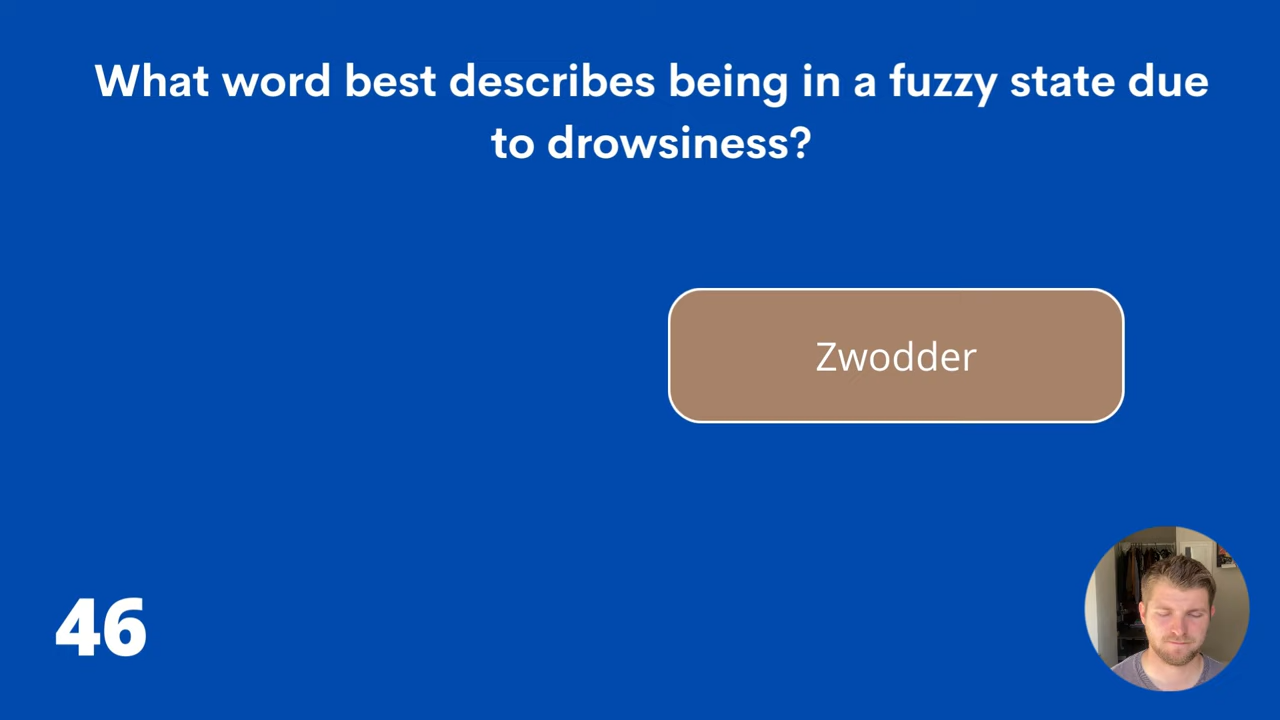 What word best describes being in a fuzzy state due
to drowsiness?
Zwodder
46